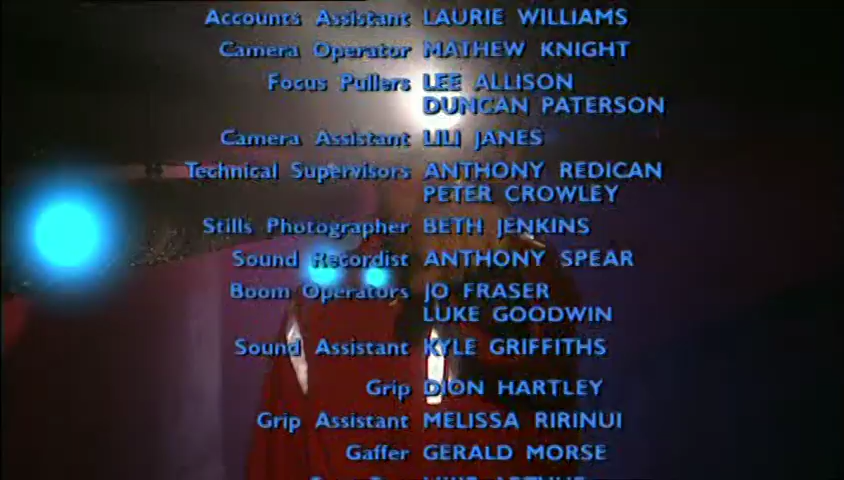 Accounts Assistant LAURIE WILLIAMS
Camera Operator MATHEW KNIGHT
Focus Pullers LEE ALLISON
DUNCAN PATERSON
Camera Assistant LILI JANES
Technical Supervisors ANTHONY REDICAN
PETER CROWLEY
Stills Photographer BETH JENKINS
Sound Recordist ANTHONY SPEAR
Boom Operators JO FRASER
LUKE GOODWIN
Sound Assistant KYLE GRIFFITHS
Grip DION HARTLEY
Grip Assistant MELISSA RIRINUI
Gaffer GERALD MORSE